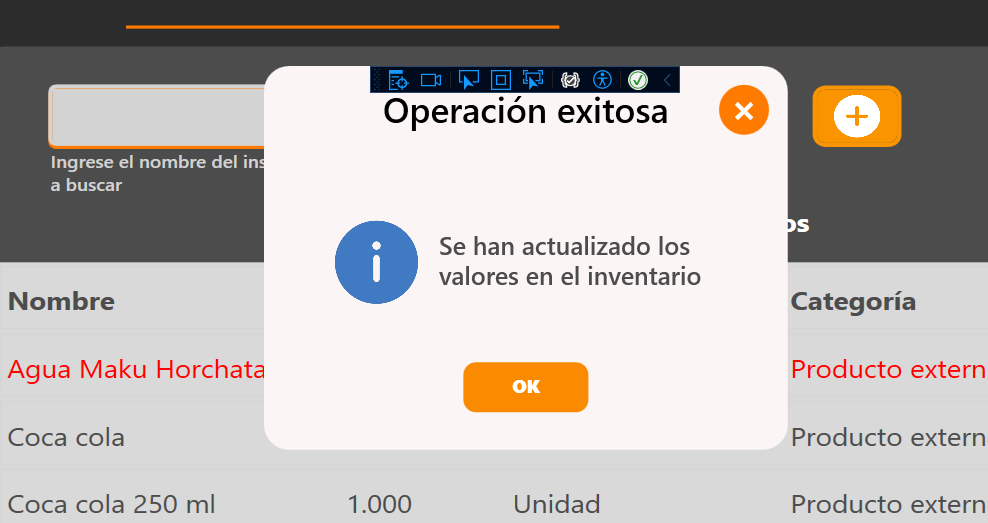 Operación exitosa
Ingrese el nombre del ins
a buscar
os
Se han actualizado los
valores en el inventario
OK
Nombre
Categoría
Agua Maku Horchata
Producto extern
Coca cola
Producto extern
Coca cola 250 ml 1.000 Unidad Producto extern